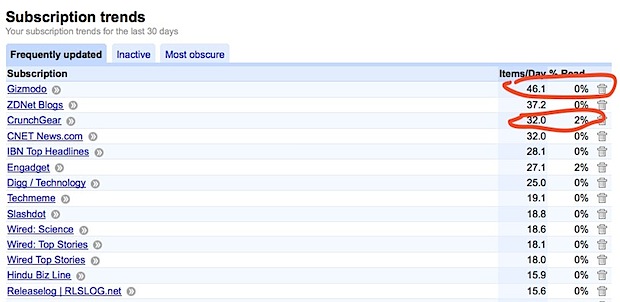 Subscription trends
Your subscription trends for the last 30 days
Frequently updated Inactive Most obscure
Subscription Items/Day % Read
Gizmodo 46.1 0%
ZDNet Blogs 37.2 0%
CrunchGear 32.0 2%
CNET News.com 32.0 0%
IBN Top Headlines 28.1 0%
Engadget 27.1 2%
Digg / Technology 25.0 0%
Techmeme 19.1 0%
Slashdot 18.8 0%
Wired: Science 18.6 0%
Wired: Top Stories 18.1 0%
Wired Top Stories 18.0 0%
Hindu Biz Line 15.9 0%
Releaselog | RLSLOG.net 15.6 0%